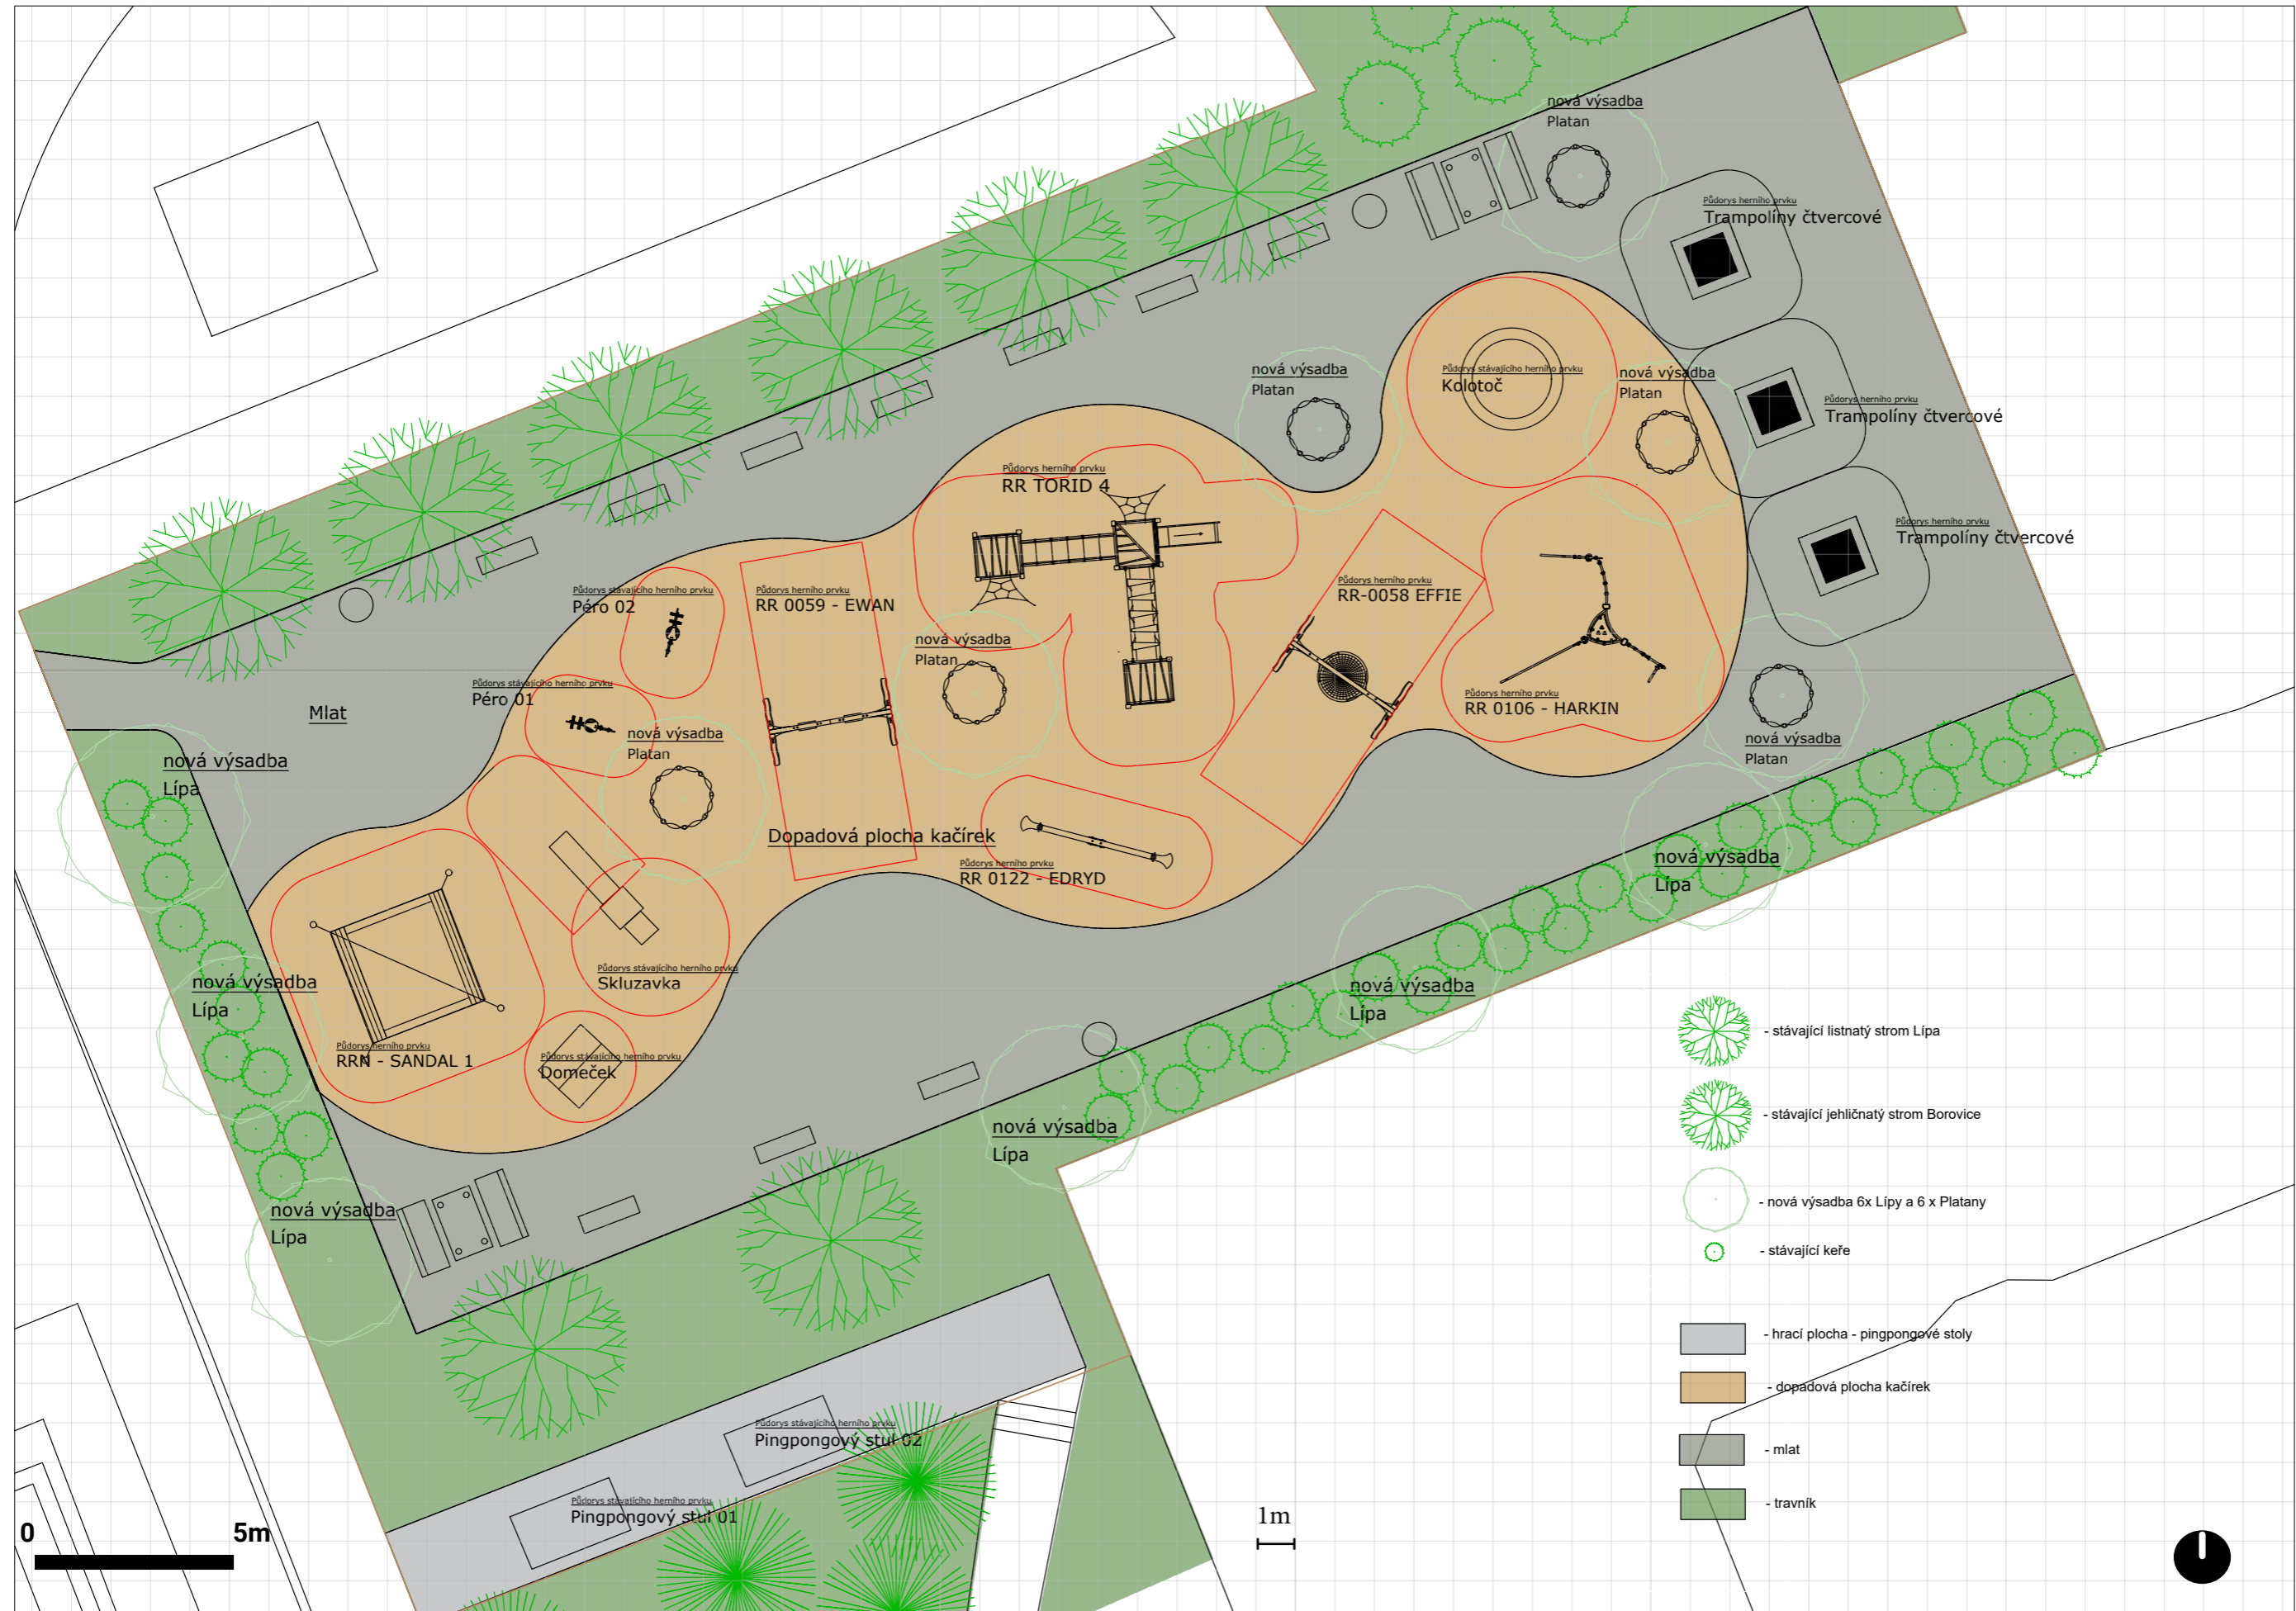 nová výsadba
Platan
Půdorys herního prvku
Trampolíny čtvercové
nová výsadba
Platan
Půdorys stávajícího herního prvku
Kolotoč
nová výsadba
Platan
Půdorys herního prvku
Trampolíny čtvercové
Půdorys herního prvku
RR TORID 4
Půdorys herního prvku
Trampolíny čtvercové
Půdorys stávajícího herního prvku
Péro 02
Půdorys herního prvku
RR 0059 - EWAN
Půdorys herního prvku
RR-0058 EFFIE
nová výsadba
Platan
Půdorys stávajícího herního prvku
Péro 01
Půdorys herního prvku
RR 0106 - HARKIN
Mlat
nová výsadba
Platan
nová výsadba
Platan
nová výsadba
Lípa
Dopadová plocha kačírek
Půdorys herního prvku
RR 0122 - EDRYD
nová výsadba
Lípa
Půdorys stávajícího herního prvku
Skluzavka
nová výsadba
Lípa
nová výsadba
Lípa
Půdorys herního prvku
RRN - SANDAL 1
Půdorys stávajícího herního prvku
Domeček
nová výsadba
Lípa
nová výsadba
Lípa
- stávající listnatý strom Lípa
- stávající jehličnatý strom Borovice
- nová výsadba 6x Lípy a 6 x Platany
- stávající keře
- hrací plocha - pingpongové stoly
- dopadová plocha kačírek
- mlat
- travník
Půdorys stávajícího herního prvku
Pingpongový stul 02
Půdorys stávajícího herního prvku
Pingpongový stul 01
0 5m
1m